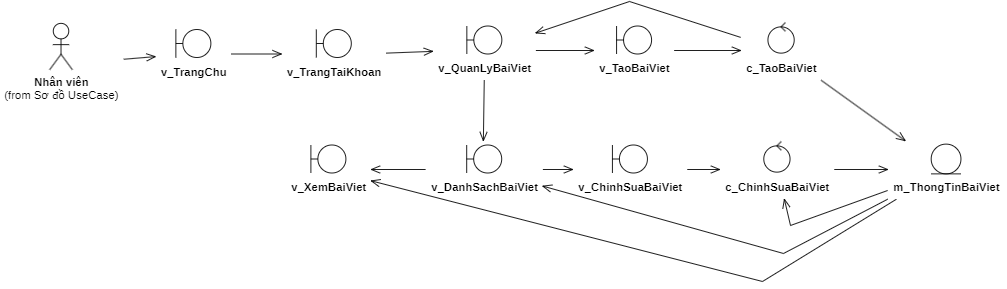 Nhân viên
(from Sơ đồ UseCase)
v_TrangChu
v_TrangTaiKhoan
v_QuanLyBaiViet
v_TaoBaiViet
c_TaoBaiViet
v_XemBaiViet
v_DanhSachBaiViet
v_ChinhSuaBaiViet
c_ChinhSuaBaiViet
m_ThongTinBaiViet